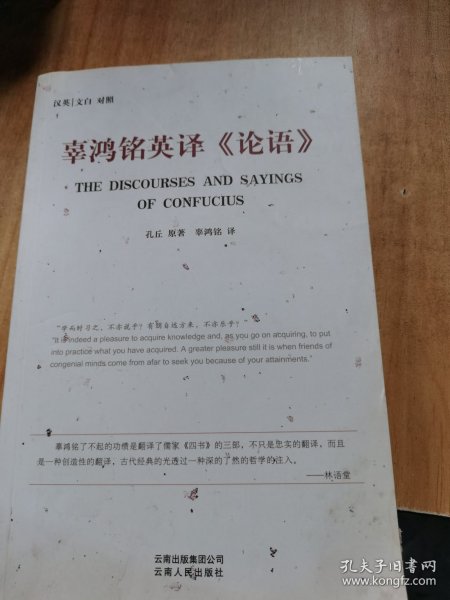 汉英|文白 对照
辜鸿铭英译《论语》
THE DISCOURSES AND SAYINGS
OF CONFUCIUS
孔丘 原著 辜鸿铭 译
“学而时习之，不亦说乎？有朋自远方来，不亦乐乎？”
“It is indeed a pleasure to acquire knowledge and, as you go on acquiring, to put
into practice what you have acquired. A greater pleasure still it is when friends of
congenial minds come from afar to seek you because of your attainments.”
辜鸿铭了不起的功绩是翻译了儒家《四书》的三部，不只是忠实的翻译，而且
是一种创造性的翻译，古代经典的光透过一种深的了然的哲学的注入。
——林语堂
云南出版集团公司
云南人民出版社
孔夫子旧书网
www.kongfz.com